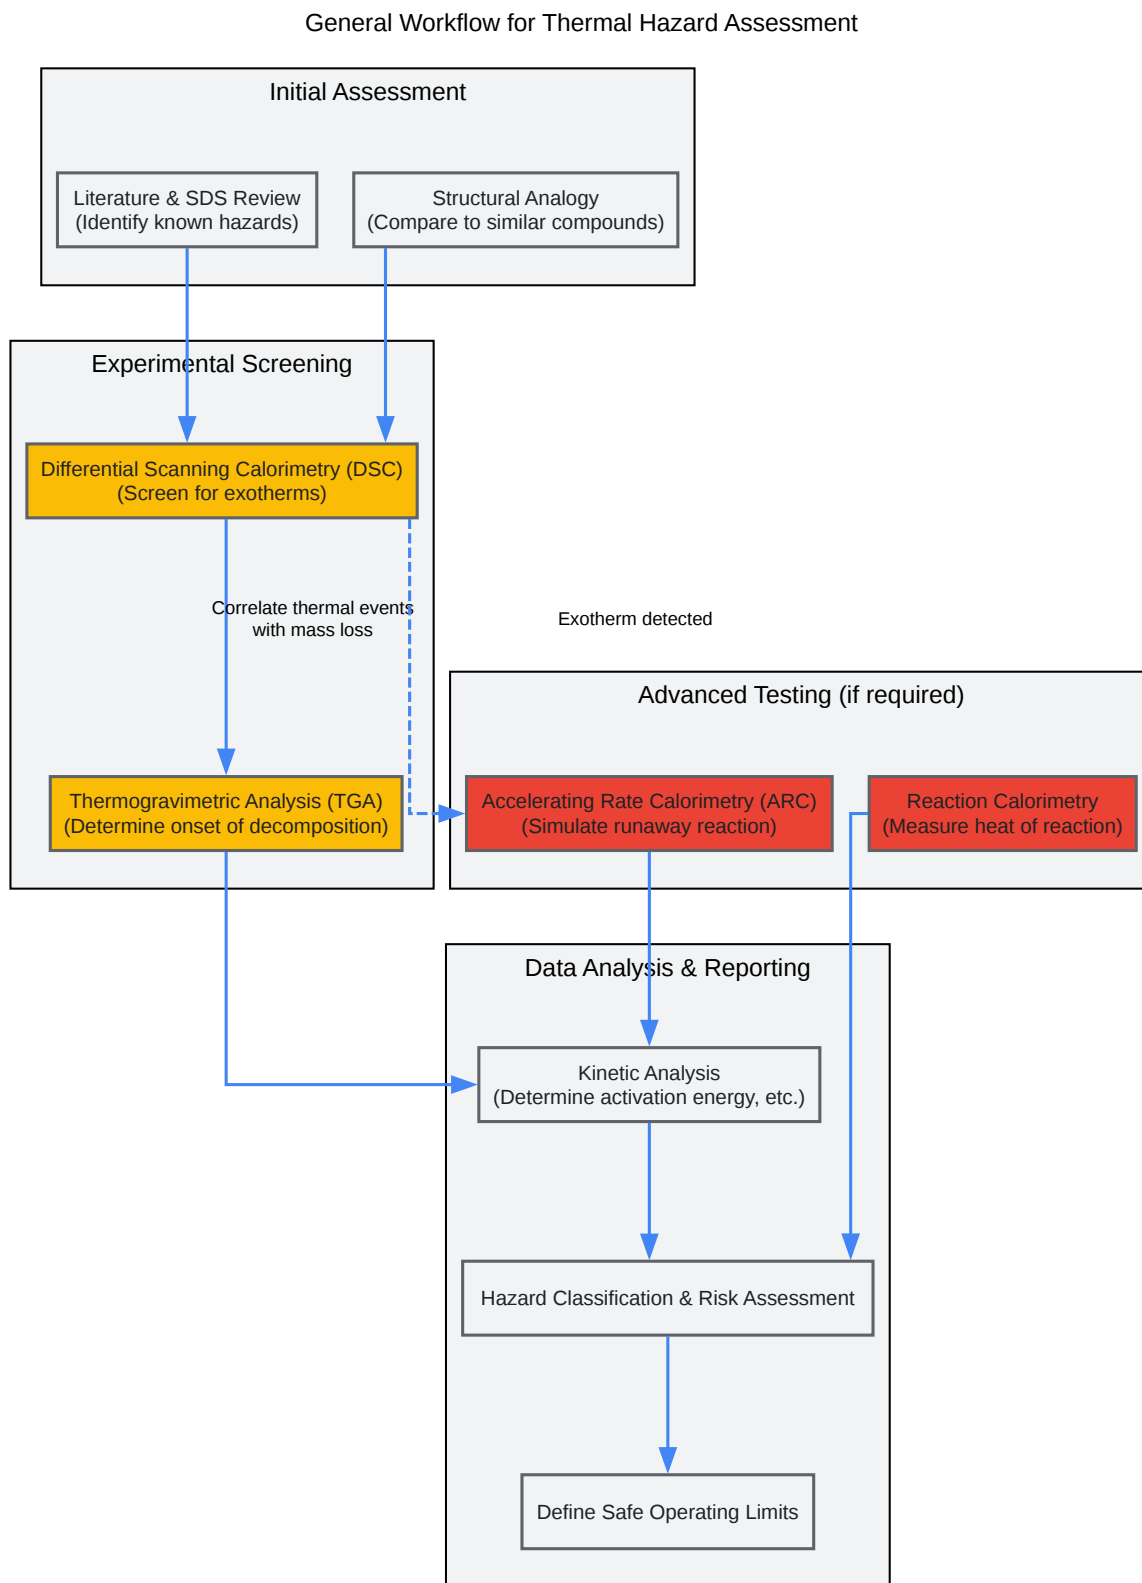 General Workflow for Thermal Hazard Assessment
Initial Assessment
Literature & SDS Review
(Identify known hazards)
Structural Analogy
(Compare to similar compounds)
Experimental Screening
Differential Scanning Calorimetry (DSC)
(Screen for exotherms)
Correlate thermal events
with mass loss
Exotherm detected
Thermogravimetric Analysis (TGA)
(Determine onset of decomposition)
Advanced Testing (if required)
Accelerating Rate Calorimetry (ARC)
(Simulate runaway reaction)
Reaction Calorimetry
(Measure heat of reaction)
Data Analysis & Reporting
Kinetic Analysis
(Determine activation energy, etc.)
Hazard Classification & Risk Assessment
Define Safe Operating Limits